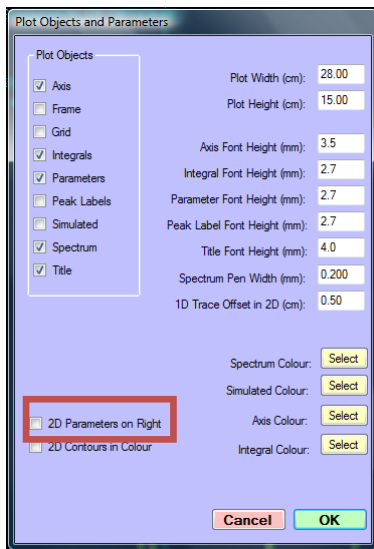 Plot Objects and Parameters
Plot Objects
Axis
Frame
Grid
Integrals
Parameters
Peak Labels
Simulated
Spectrum
Title
Plot Width (cm): 28.00
Plot Height (cm): 15.00
Axis Font Height (mm): 3.5
Integral Font Height (mm): 2.7
Parameter Font Height (mm): 2.7
Peak Label Font Height (mm): 2.7
Title Font Height (mm): 4.0
Spectrum Pen Width (mm): 0.200
1D Trace Offset in 2D (cm): 0.50
Spectrum Colour: Select
Simulated Colour: Select
Axis Colour: Select
Integral Colour: Select
2D Parameters on Right
2D Contours in Colour
Cancel OK